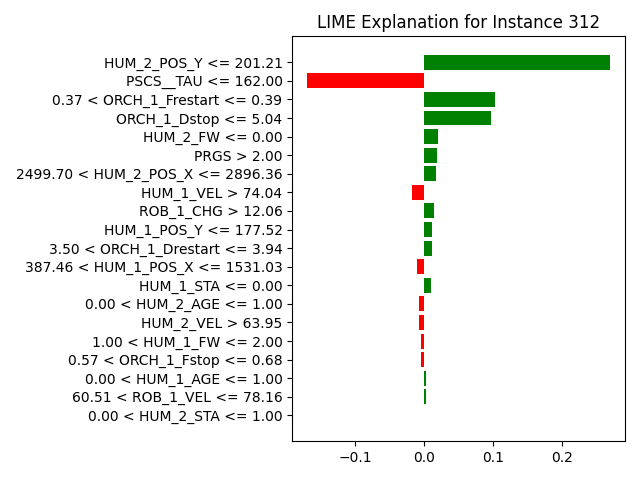 LIME Explanation for Instance 312
HUM_2_POS_Y <= 201.21
PSCS__TAU <= 162.00
0.37 < ORCH_1_Frestart <= 0.39
ORCH_1_Dstop <= 5.04
HUM_2_FW <= 0.00
PRGS > 2.00
2499.70 < HUM_2_POS_X <= 2896.36
HUM_1_VEL > 74.04
ROB_1_CHG > 12.06
HUM_1_POS_Y <= 177.52
3.50 < ORCH_1_Drestart <= 3.94
387.46 < HUM_1_POS_X <= 1531.03
HUM_1_STA <= 0.00
0.00 < HUM_2_AGE <= 1.00
HUM_2_VEL > 63.95
1.00 < HUM_1_FW <= 2.00
0.57 < ORCH_1_Fstop <= 0.68
0.00 < HUM_1_AGE <= 1.00
60.51 < ROB_1_VEL <= 78.16
0.00 < HUM_2_STA <= 1.00
−0.1 0.0 0.1 0.2